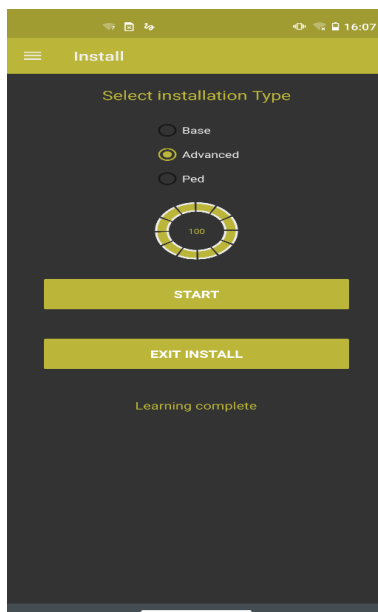 16:07
Install
Select installation Type
Base
Advanced
Ped
100
START
EXIT INSTALL
Learning complete